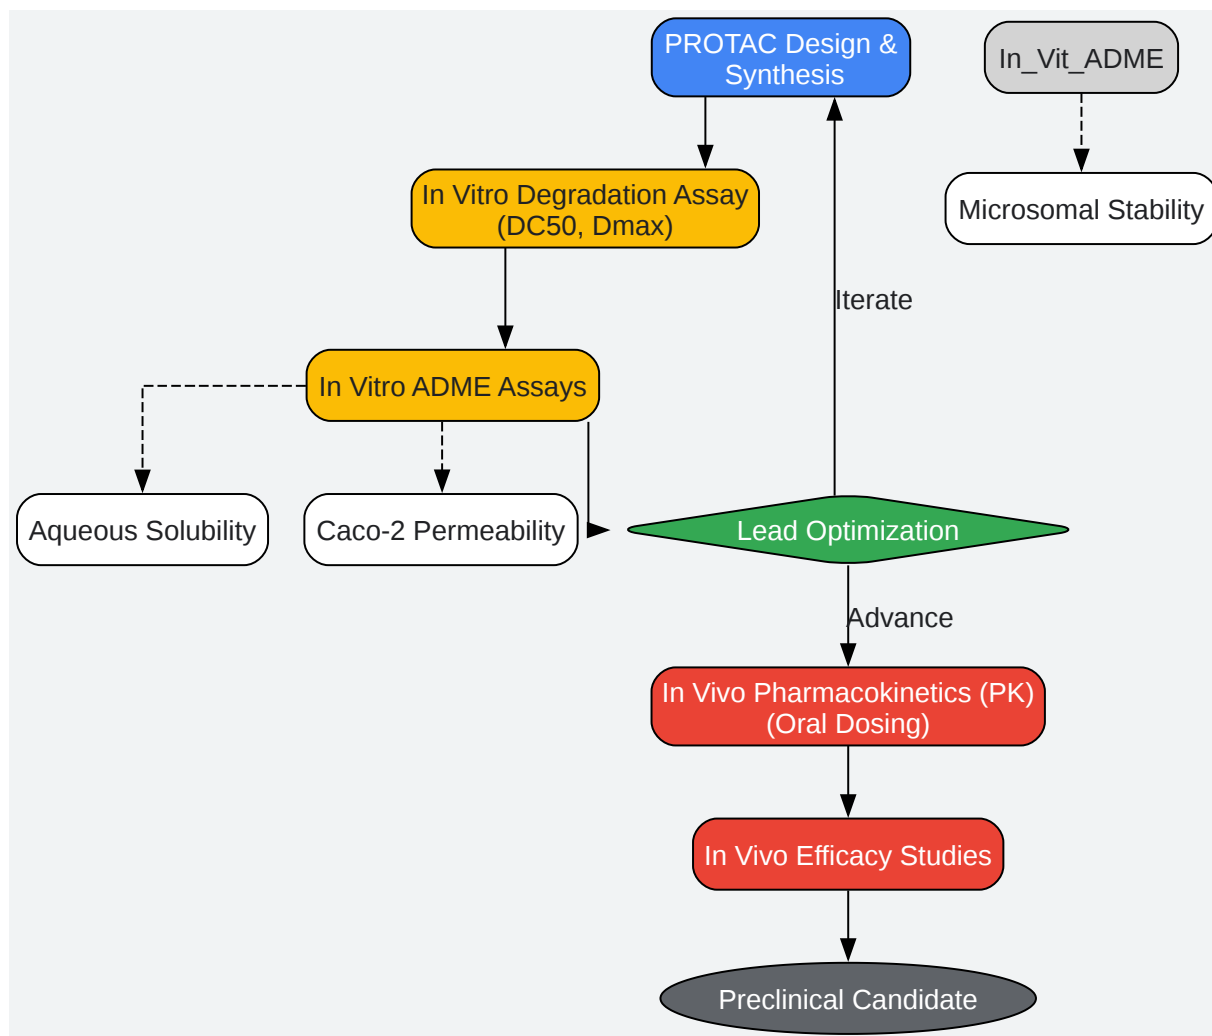 PROTAC Design &
Synthesis
In_Vit_ADME
In Vitro Degradation Assay
(DC50, Dmax)
Microsomal Stability
Iterate
In Vitro ADME Assays
Aqueous Solubility
Caco-2 Permeability
Lead Optimization
Advance
In Vivo Pharmacokinetics (PK)
(Oral Dosing)
In Vivo Efficacy Studies
Preclinical Candidate